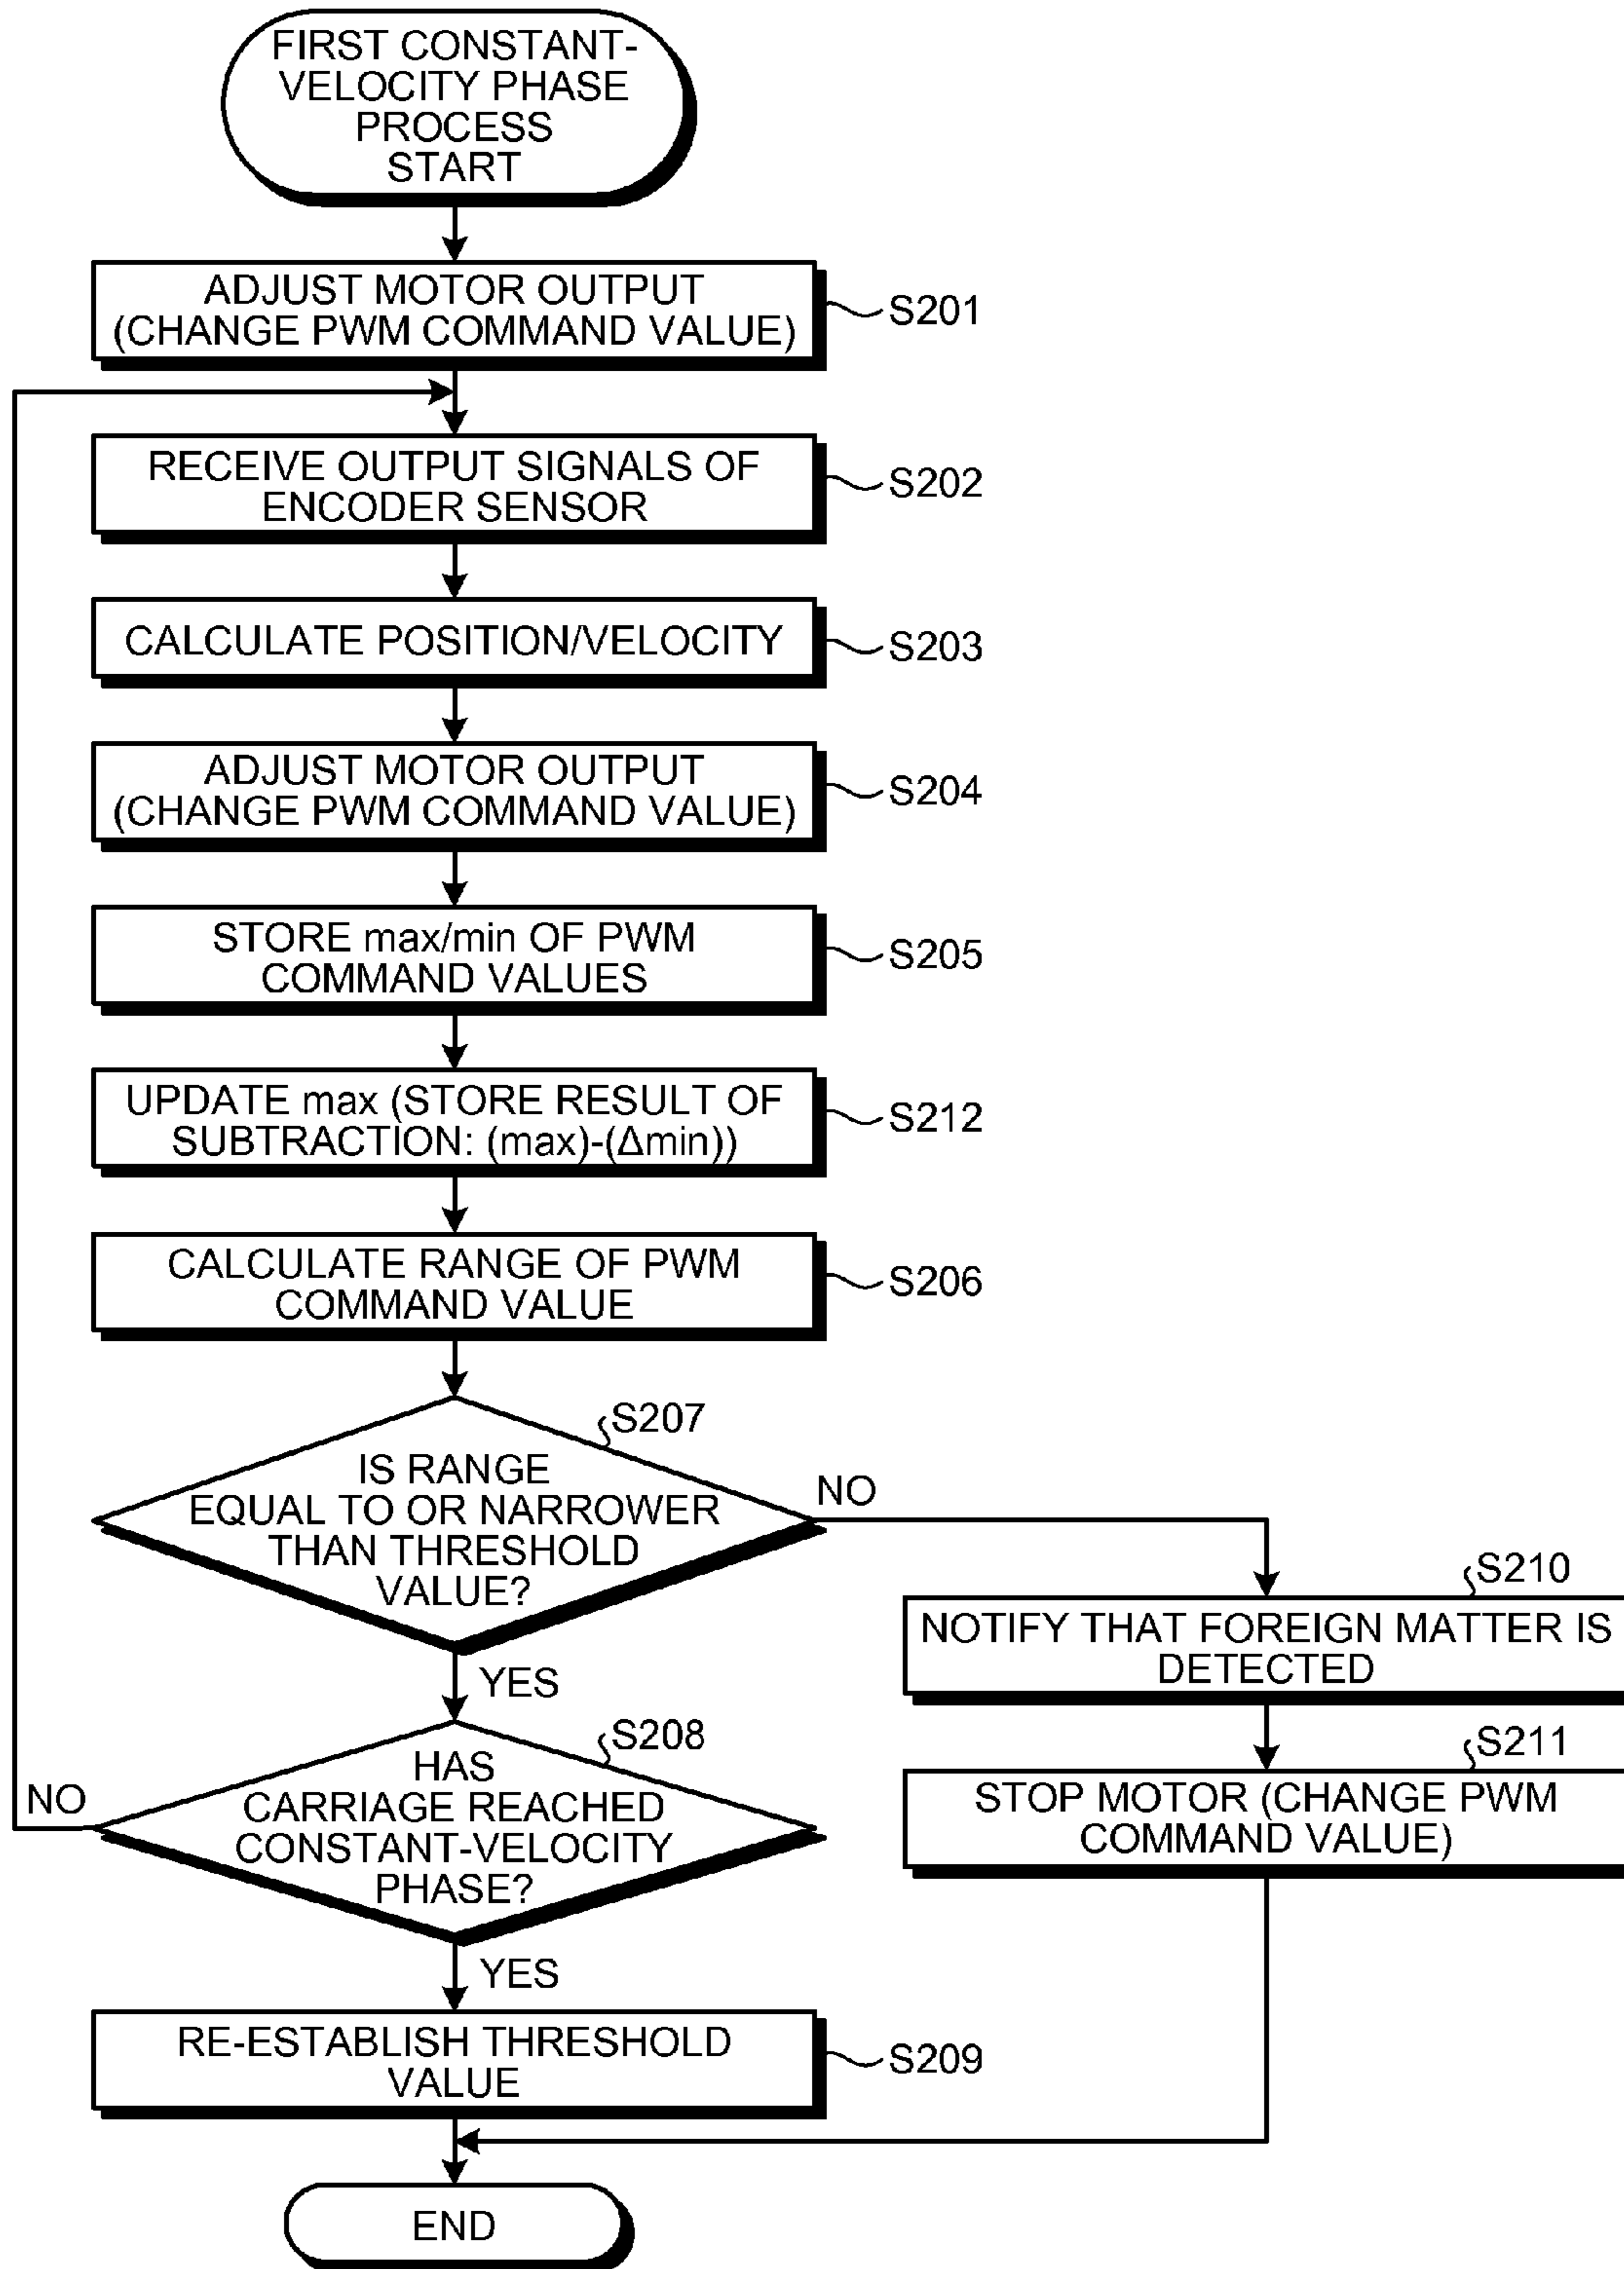 FIRST CONSTANT-
VELOCITY PHASE
PROCESS
START
ADJUST MOTOR OUTPUT
(CHANGE PWM COMMAND VALUE)
S201
RECEIVE OUTPUT SIGNALS OF
ENCODER SENSOR
S202
CALCULATE POSITION/VELOCITY
S203
ADJUST MOTOR OUTPUT
(CHANGE PWM COMMAND VALUE)
S204
STORE max/min OF PWM
COMMAND VALUES
S205
UPDATE max (STORE RESULT OF
SUBTRACTION: (max)-(Δmin))
S212
CALCULATE RANGE OF PWM
COMMAND VALUE
S206
S207
IS RANGE
EQUAL TO OR NARROWER
THAN THRESHOLD
VALUE?
NO
YES
S210
NOTIFY THAT FOREIGN MATTER IS
DETECTED
S211
STOP MOTOR (CHANGE PWM
COMMAND VALUE)
S208
HAS
CARRIAGE REACHED
CONSTANT-VELOCITY
PHASE?
NO
YES
RE-ESTABLISH THRESHOLD
VALUE
S209
END